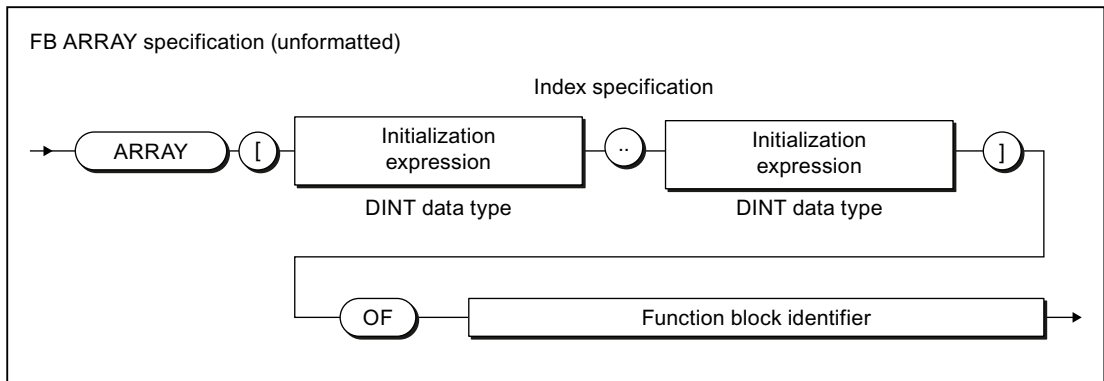 FB ARRAY specification (unformatted)
Index specification
ARRAY [ Initialization expression .. Initialization expression ]
DINT data type DINT data type
OF Function block identifier